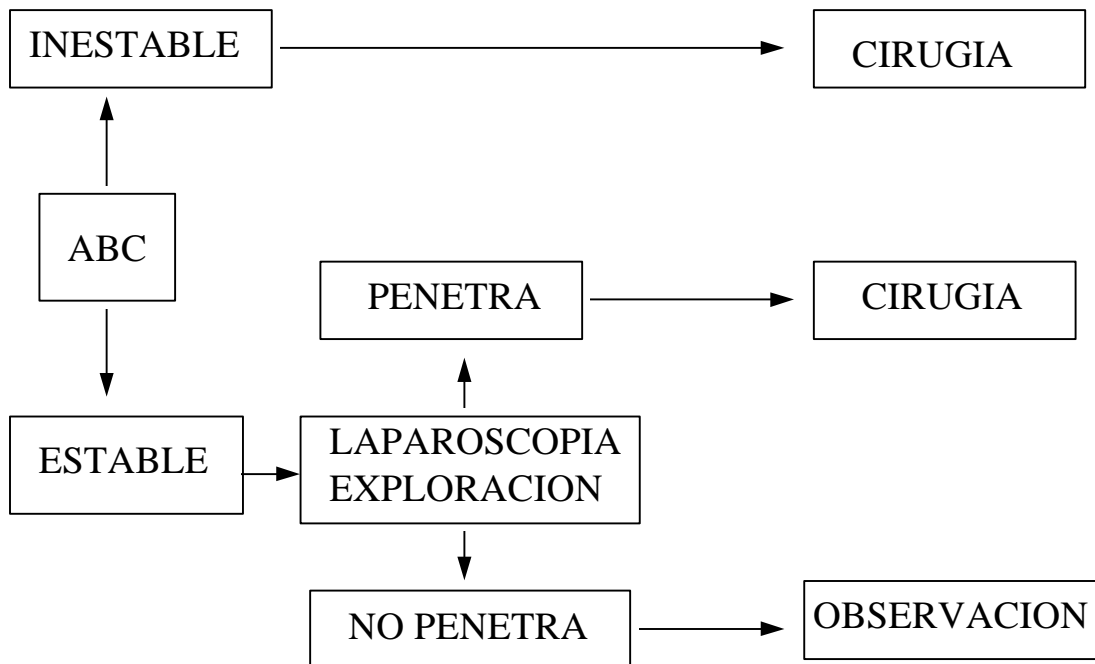 INESTABLE
CIRUGIA
ABC
PENETRA
CIRUGIA
ESTABLE
LAPAROSCOPIA
EXPLORACION
NO PENETRA
OBSERVACION